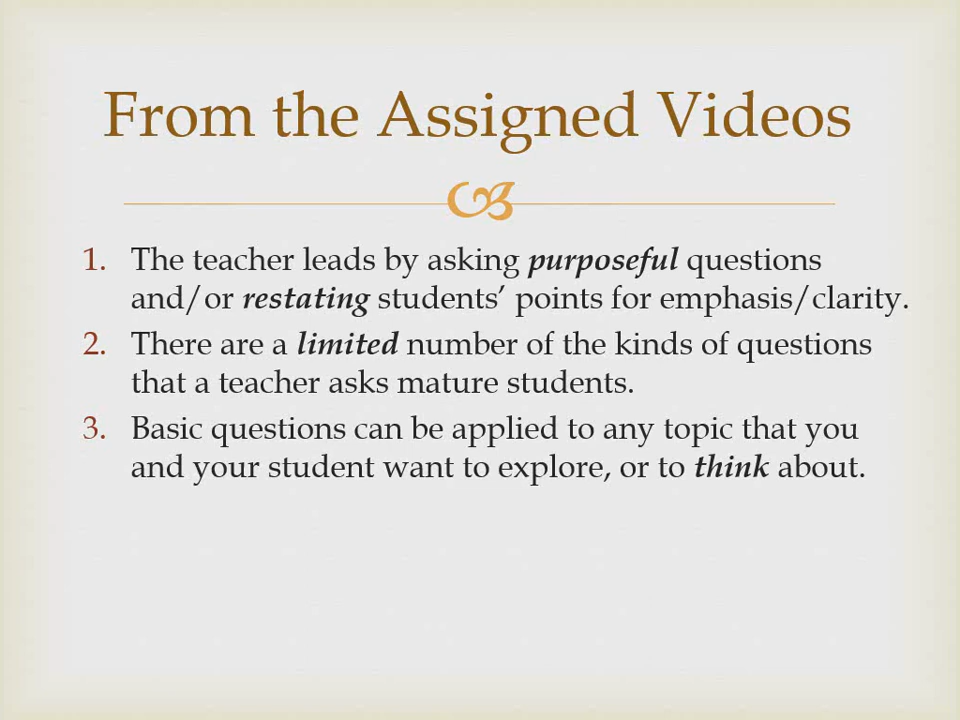 From the Assigned Videos
1. The teacher leads by asking purposeful questions
and/or restating students’ points for emphasis/clarity.
2. There are a limited number of the kinds of questions
that a teacher asks mature students.
3. Basic questions can be applied to any topic that you
and your student want to explore, or to think about.